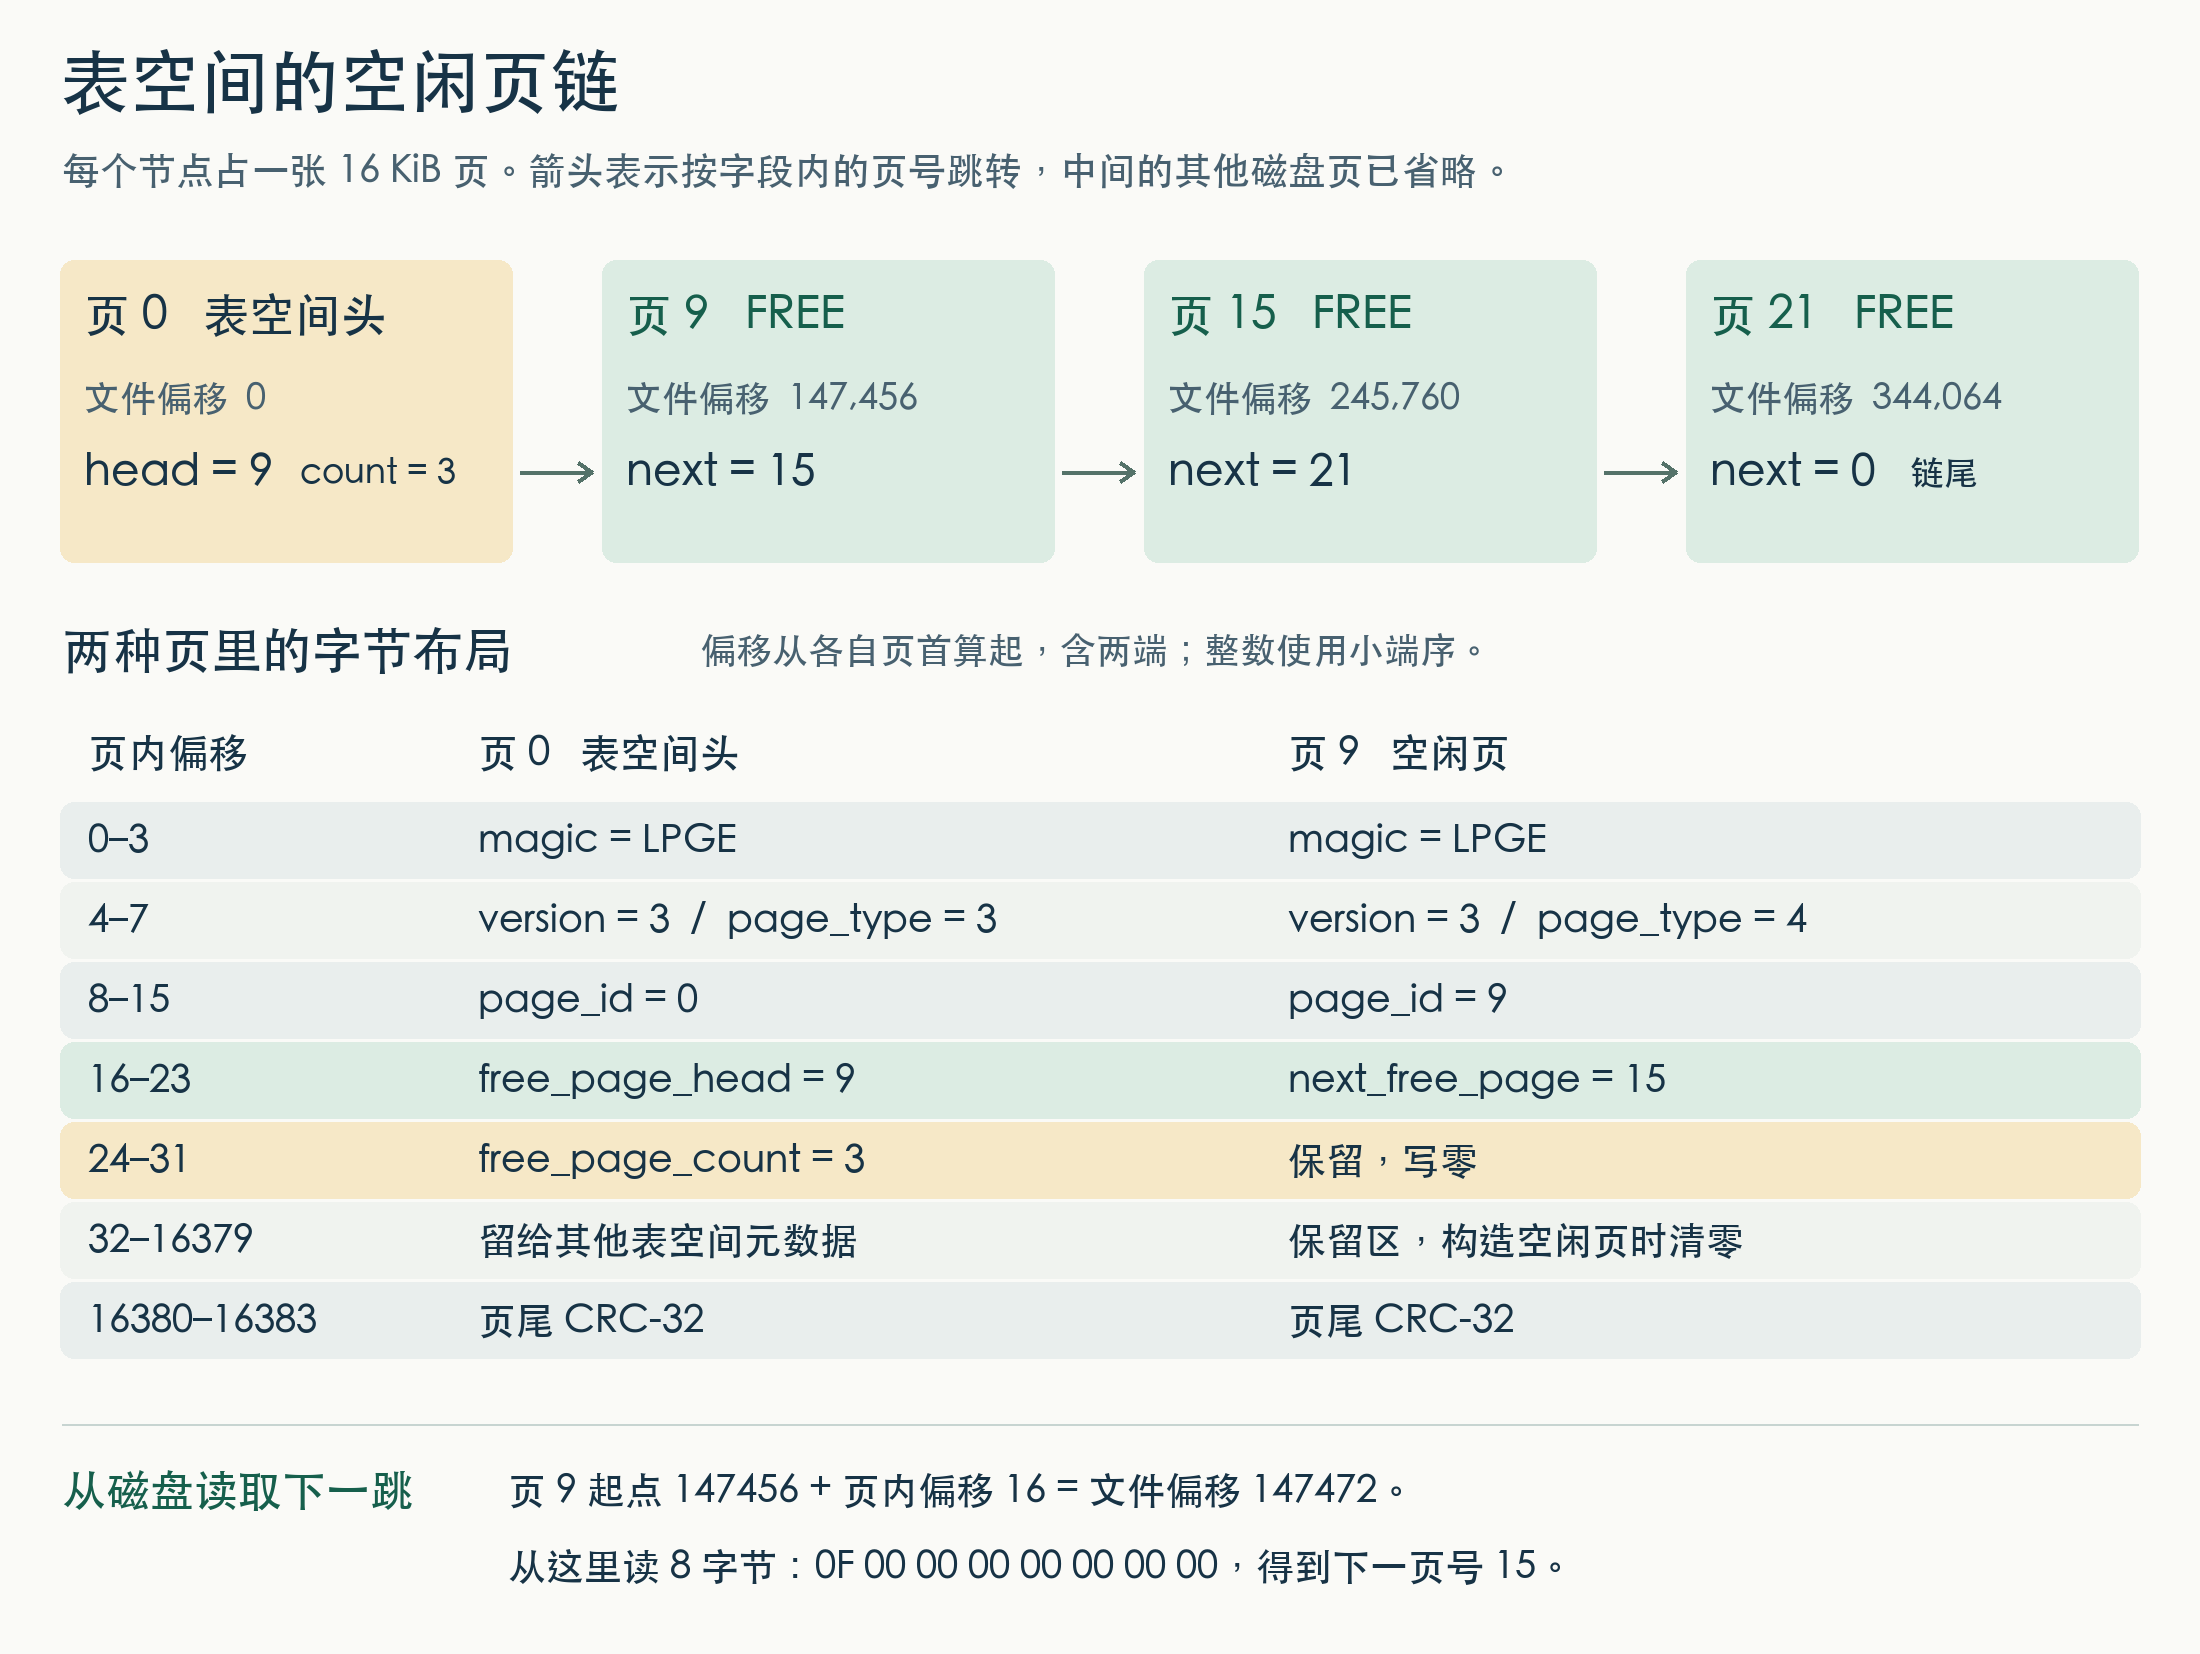 表空间的空闲页链
每个节点占一张 16 KiB 页。箭头表示按字段内的页号跳转，中间的其他磁盘页已省略。
页 0 表空间头
文件偏移 0
head = 9 count = 3
页 9 FREE
文件偏移 147,456
next = 15
页 15 FREE
文件偏移 245,760
next = 21
页 21 FREE
文件偏移 344,064
next = 0 链尾
两种页里的字节布局
偏移从各自页首算起，含两端；整数使用小端序。
页内偏移 页 0 表空间头 页 9 空闲页
0–3 magic = LPGE magic = LPGE
4–7 version = 3 / page_type = 3 version = 3 / page_type = 4
8–15 page_id = 0 page_id = 9
16–23 free_page_head = 9 next_free_page = 15
24–31 free_page_count = 3 保留，写零
32–16379 留给其他表空间元数据 保留区，构造空闲页时清零
16380–16383 页尾 CRC-32 页尾 CRC-32
从磁盘读取下一跳
页 9 起点 147456 + 页内偏移 16 = 文件偏移 147472。
从这里读 8 字节：0F 00 00 00 00 00 00 00，得到下一页号 15。